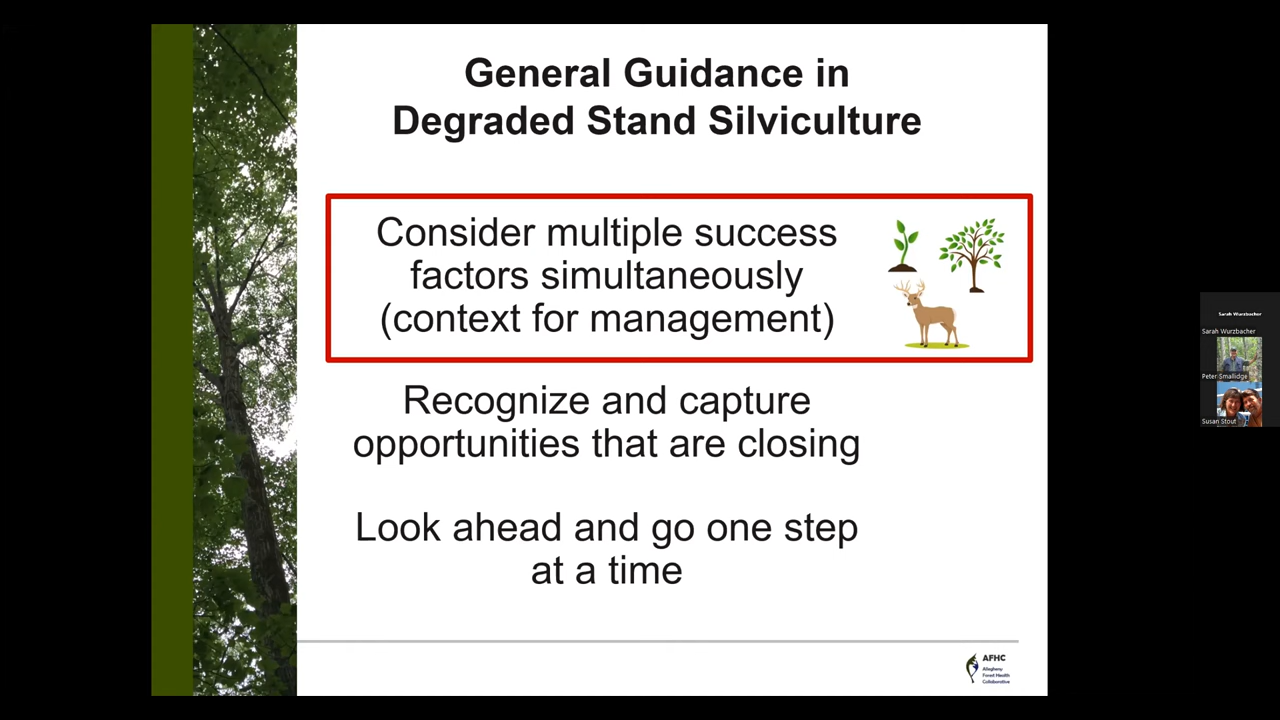 General Guidance in
Degraded Stand Silviculture
Consider multiple success
factors simultaneously
(context for management)
Recognize and capture
opportunities that are closing
Look ahead and go one step
at a time
AFHC
Allegheny
Forest Health
Collaborative
Sarah Wurzbacher
Sarah Wurzbacher
Peter Smallidge
Susan Stout